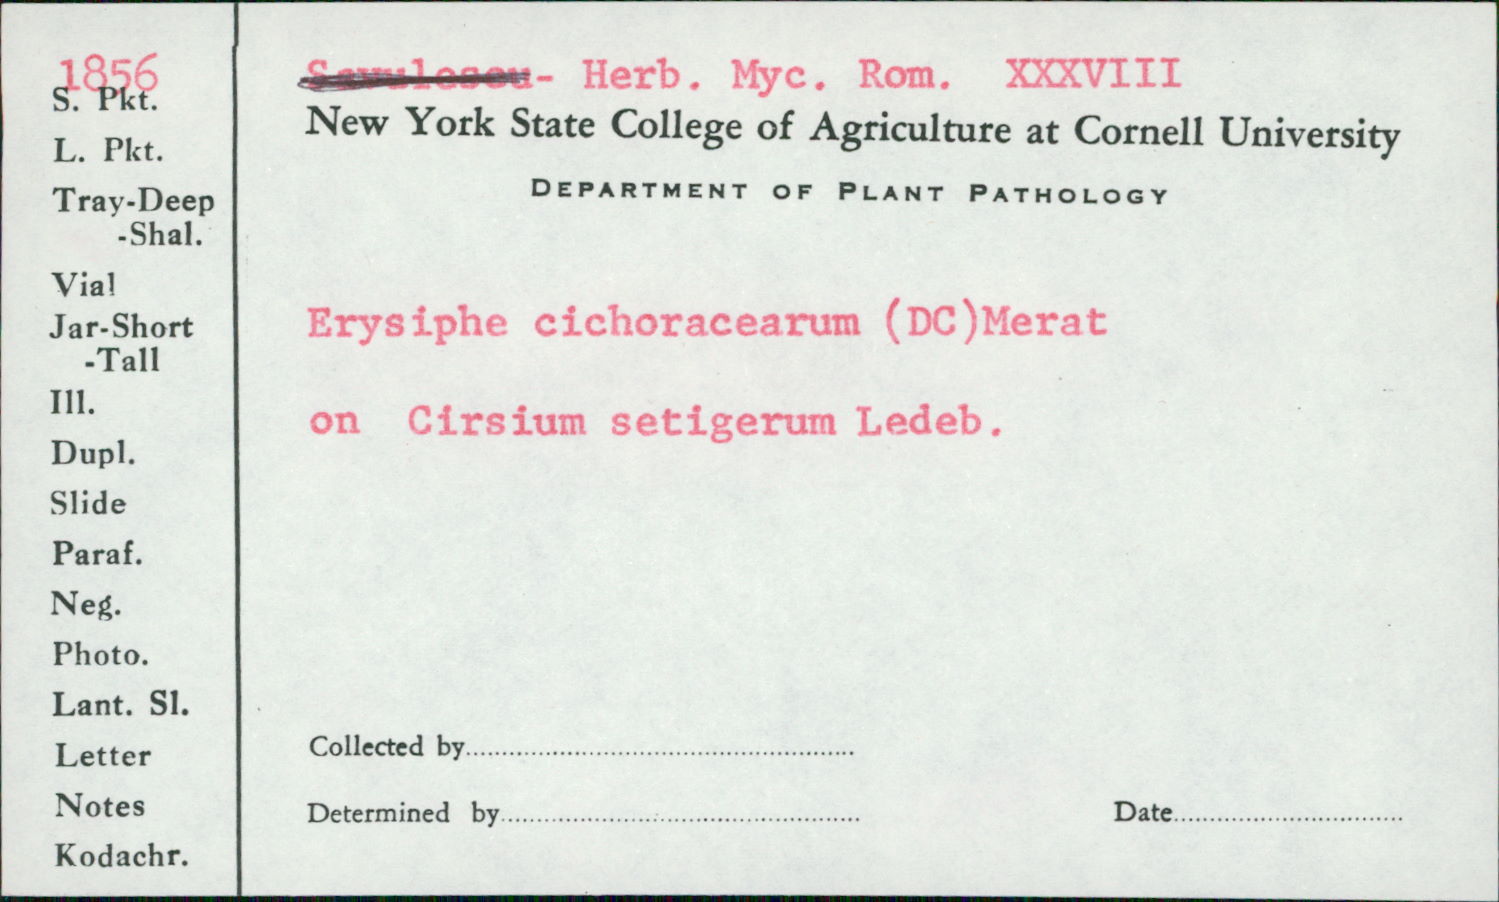 1856
S. Pkt.
L. Pkt.
Tray-Deep
-Shal.
Vial
Jar-Short
-Tall
Ill.
Dupl.
Slide
Paraf.
Neg.
Photo.
Lant. Sl.
Letter
Notes
Kodachr.
Savulescu- Herb. Myc. Rom. XXXVIII
New York State College of Agriculture at Cornell University
DEPARTMENT OF PLANT PATHOLOGY
Erysiphe cichoracearum (DC)Merat
on Cirsium setigerum Ledeb.
Collected by
Determined by
Date